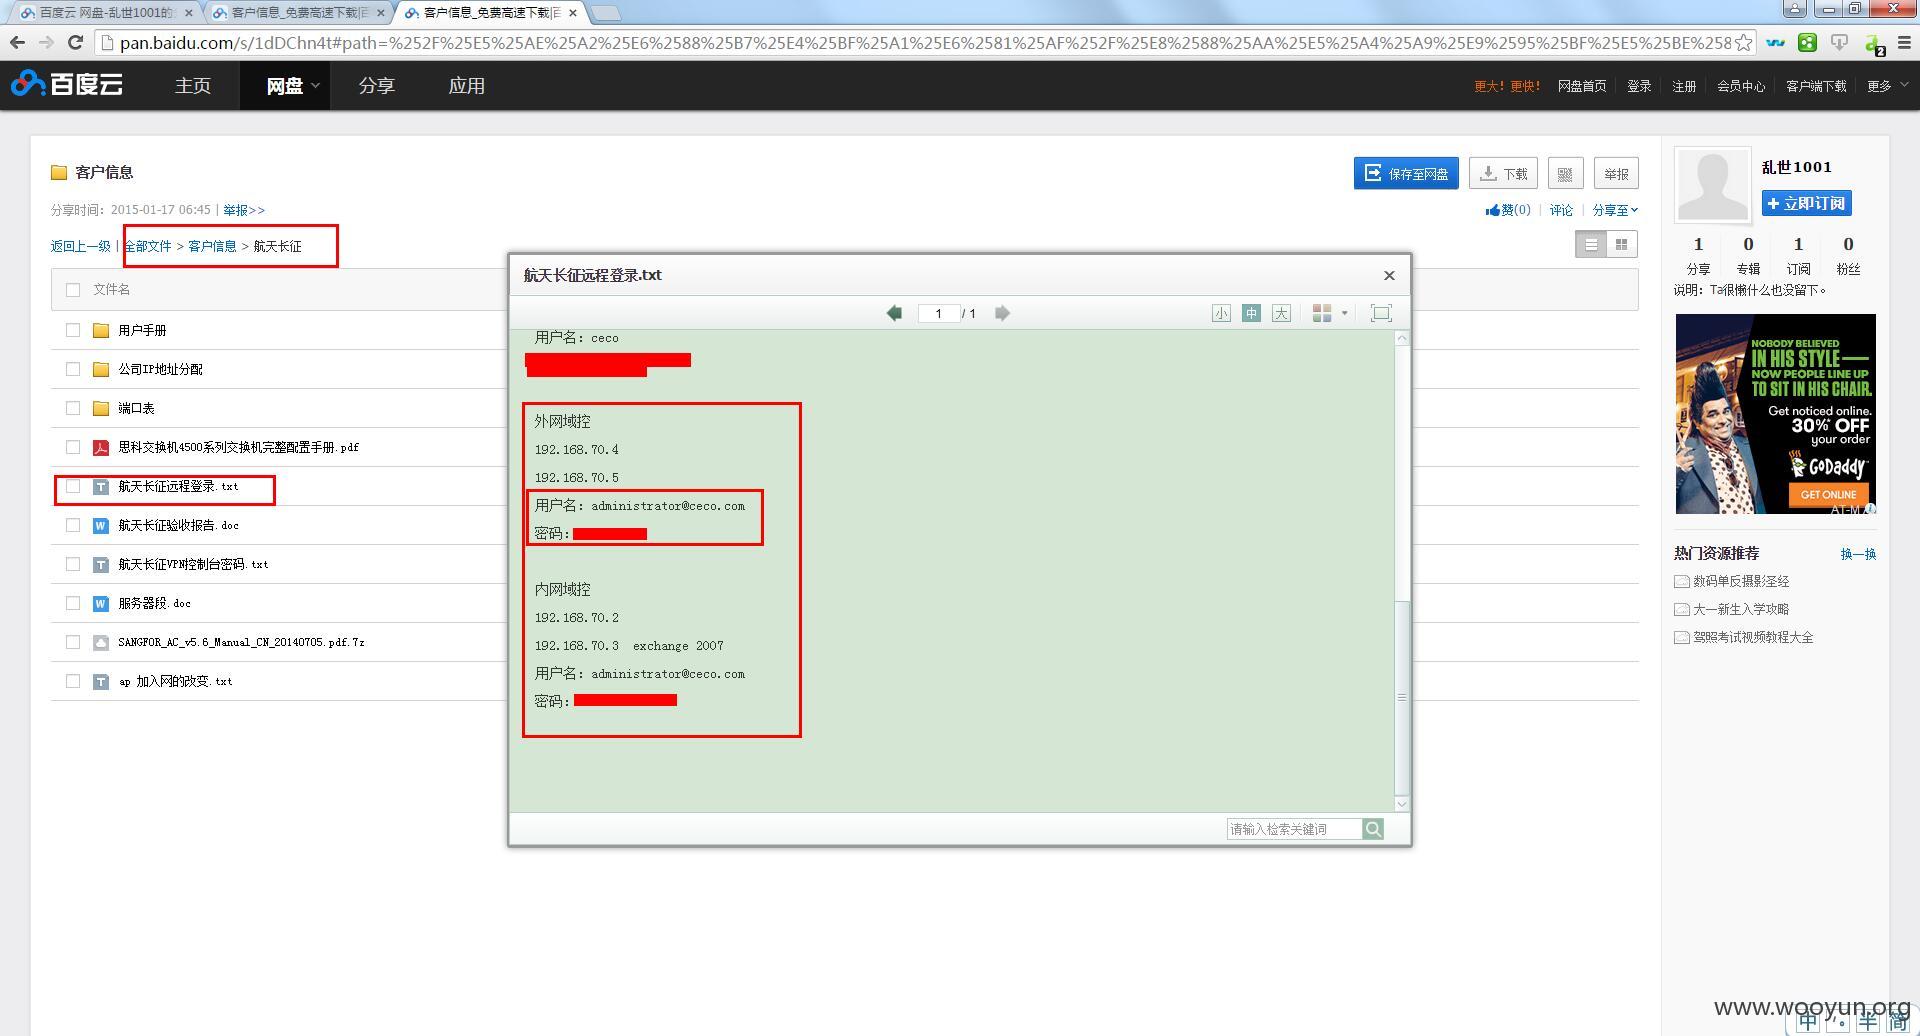 百度云 网盘-乱世1001的
客户信息_免费高速下载|百
客户信息_免费高速下载|百
pan.baidu.com/s/1dDChn4t#path=%252F%25E5%25AE%25A2%25E6%2588%25B7%25E4%25BF%25A1%25E6%2581%25AF%252F%25E8%2588%25AA%25E5%25A4%25A9%25E9%2595%25BF%25E5%25BE%258
2
百度云 主页 网盘 分享 应用 更大！更快！ 网盘首页 登录 注册 会员中心 客户端下载 更多
客户信息
保存至网盘 下载 举报
分享时间：2015-01-17 06:45 | 举报>>
赞(0) 评论 分享至
返回上一级 | 全部文件 > 客户信息 > 航天长征
文件名
用户手册
公司IP地址分配
端口表
思科交换机4500系列交换机完整配置手册.pdf
航天长征远程登录.txt
航天长征验收报告.doc
航天长征VPN控制台密码.txt
服务器段.doc
SANGFOR_AC_v5.6_Manual_CN_20140705.pdf.7z
ap 加入网的改变.txt
航天长征远程登录.txt
1 / 1
小 中 大
用户名：ceco
外网域控
192.168.70.4
192.168.70.5
用户名：administrator@ceco.com
密码：
内网域控
192.168.70.2
192.168.70.3 exchange 2007
用户名：administrator@ceco.com
密码：
请输入检索关键词
乱世1001
+ 立即订阅
1 0 1 0
分享 专辑 订阅 粉丝
说明：Ta很懒什么也没留下。
NOBODY BELIEVED
IN HIS STYLE—
NOW PEOPLE LINE UP
TO SIT IN HIS CHAIR.
Get noticed online.
30%* OFF
your order
GoDaddy
GET ONLINE
热门资源推荐 换一换
数码单反摄影圣经
大一新生入学攻略
驾照考试视频教程大全
www.wooyun.org
中 半 简